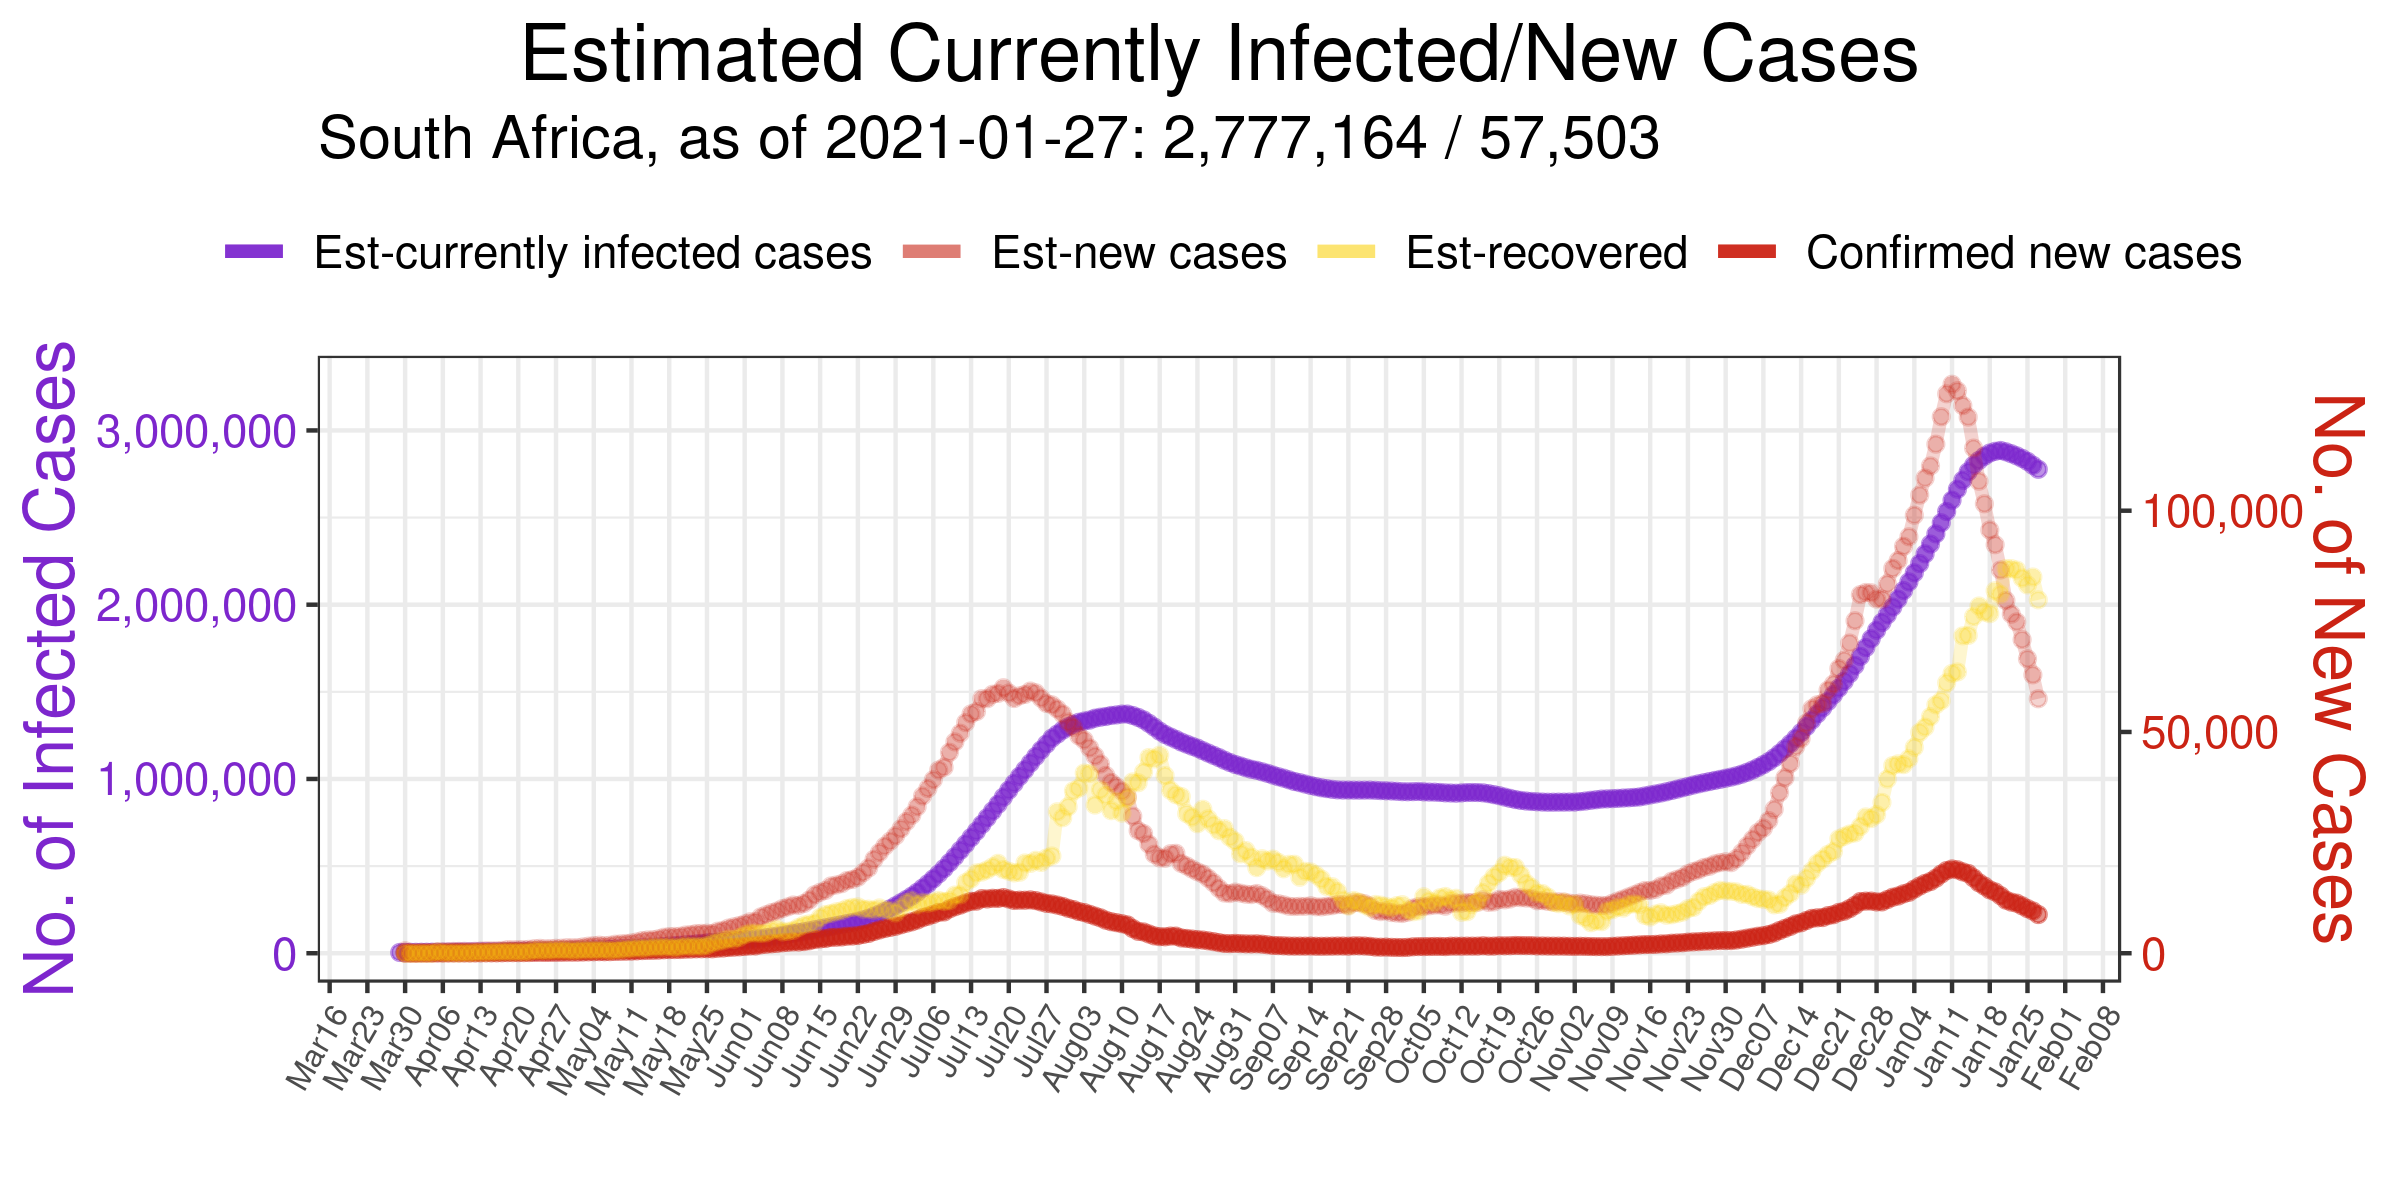 Estimated Currently Infected/New Cases
South Africa, as of 2021-01-27: 2,777,164 / 57,503
Est-currently infected cases Est-new cases Est-recovered Confirmed new cases
No. of Infected Cases
3,000,000
2,000,000
1,000,000
0
No. of New Cases
100,000
50,000
0
Mar16 Mar23 Mar30 Apr06 Apr13 Apr20 Apr27 May04 May11 May18 May25 Jun01 Jun08 Jun15 Jun22 Jun29 Jul06 Jul13 Jul20 Jul27 Aug03 Aug10 Aug17 Aug24 Aug31 Sep07 Sep14 Sep21 Sep28 Oct05 Oct12 Oct19 Oct26 Nov02 Nov09 Nov16 Nov23 Nov30 Dec07 Dec14 Dec21 Dec28 Jan04 Jan11 Jan18 Jan25 Feb01 Feb08